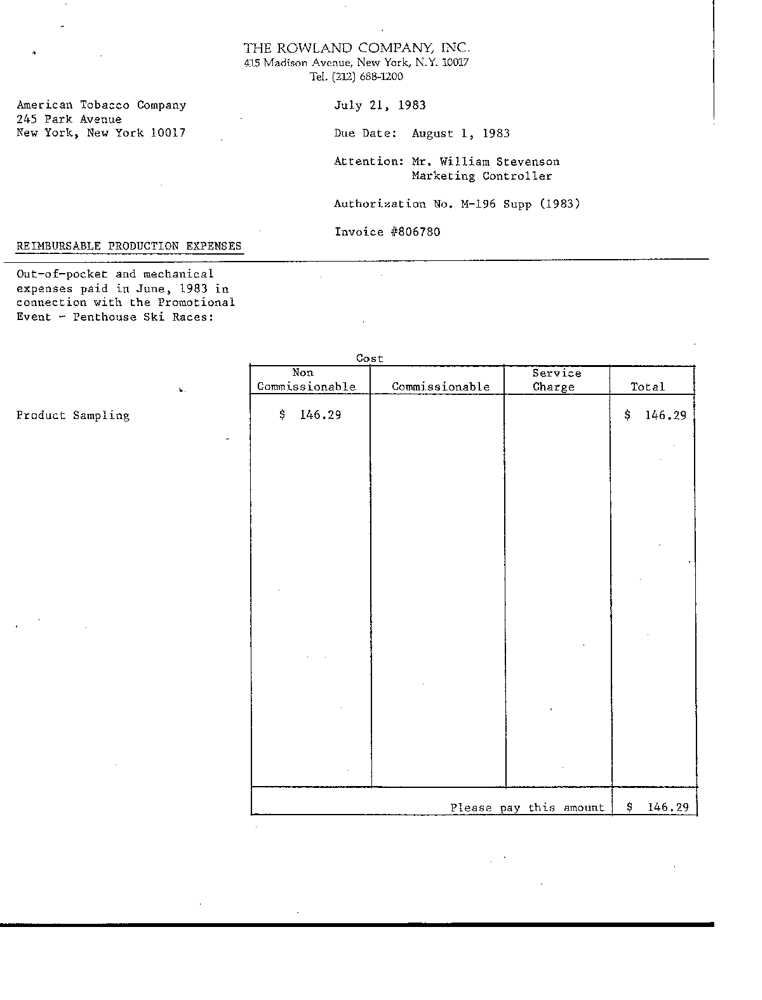 THE ROWLAND COMPANY, INC.
415 Madison Avenue, New York, N.Y. 10017
Tel. (212) 688-1200
American Tobacco Company
245 Park Avenue
New York, New York 10017
July 21, 1983
Due Date: August 1, 1983
Attention: Mr. William Stevenson
Marketing Controller
Authorization No. M-196 Supp (1983)
Invoice #806780
REIMBURSABLE PRODUCTION EXPENSES
Out-of-pocket and mechanical
expenses paid in June, 1983 in
connection with the Promotional
Event - Penthouse Ski Races:
Cost
Non Commissionable Commissionable Service Charge Total
Product Sampling $ 146.29 $ 146.29
Please pay this amount $ 146.29